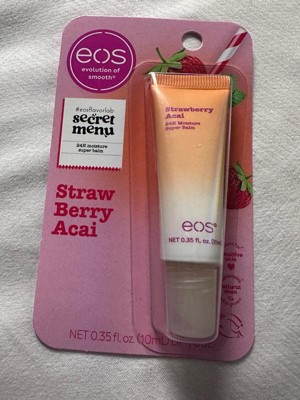 eos
evolution of
smooth®
#eosflavorlab
secret
menu
24H moisture
super balm
Straw
Berry
Acai
NET 0.35 fl. oz. (10mL)
Strawberry
Acai
24H Moisture
Super Balm
eos®
NET 0.35 fl. oz.